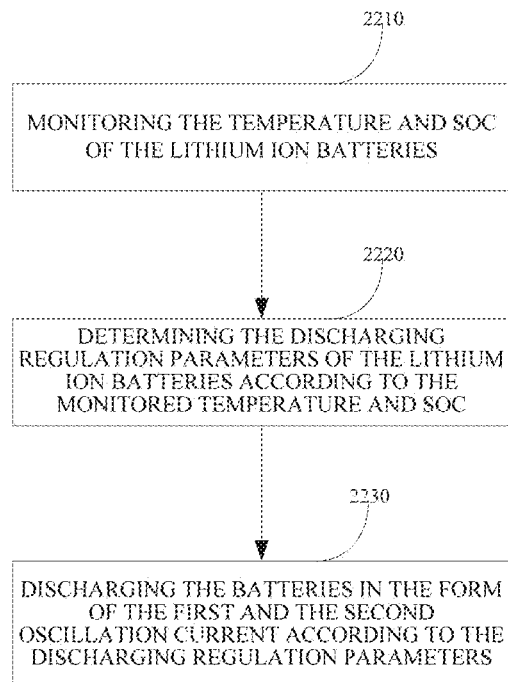 2210
MONITORING THE TEMPERATURE AND SOC
OF THE LITHIUM ION BATTERIES
2220
DETERMINING THE DISCHARGING
REGULATION PARAMETERS OF THE LITHIUM
ION BATTERIES ACCORDING TO THE
MONITORED TEMPERATURE AND SOC
2230
DISCHARGING THE BATTERIES IN THE FORM
OF THE FIRST AND THE SECOND
OSCILLATION CURRENT ACCORDING TO THE
DISCHARGING REGULATION PARAMETERS